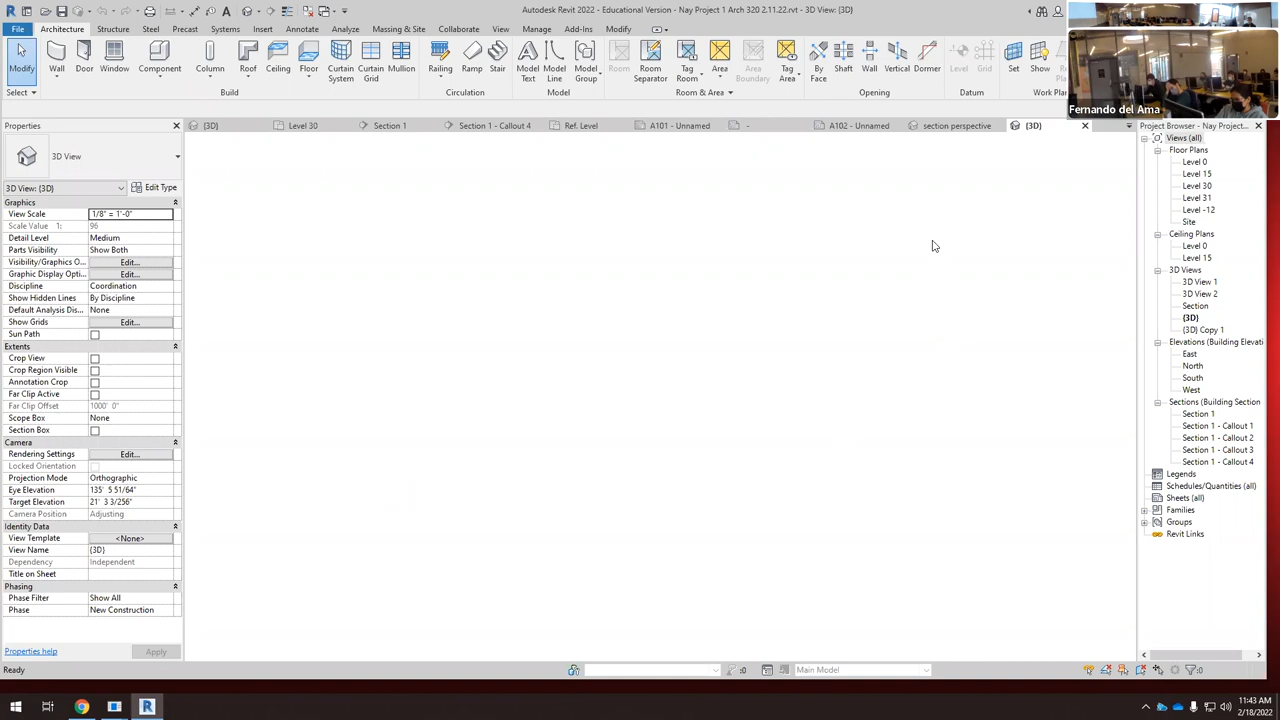 Autodesk Revit 2022 - Educational Version - Nay Project 1 Arch 320 2.11.22.rvt - 3D View: {3D}
File Architecture Structure Steel Precast Systems Insert Annotate Analyze Massing & Site Collaborate View Manage Add-Ins Modify
Modify Wall Door Window Component Column Roof Ceiling Floor Curtain System Curtain Grid Mullion Railing Ramp Stair Model Text Model Line Model Group Room Room Separator Tag Room Area Area Boundary Tag Area By Face Shaft Wall Vertical Dormer Level Grid Set Show
Select Build Circulation Model Room & Area Opening Datum Work Pl
Fernando del Ama
Properties
{3D} Level 30 Section 1 Section 1 - Callout 4 Ref. Level A101 - Unnamed - A102 - Unnamed section perspective {3D}
Project Browser - Nay Project...
3D View
3D View: {3D} Edit Type
Graphics
View Scale 1/8" = 1'-0"
Scale Value 1: 96
Detail Level Medium
Parts Visibility Show Both
Visibility/Graphics O... Edit...
Graphic Display Opti... Edit...
Discipline Coordination
Show Hidden Lines By Discipline
Default Analysis Dis... None
Show Grids Edit...
Sun Path
Extents
Crop View
Crop Region Visible
Annotation Crop
Far Clip Active
Far Clip Offset 1000' 0"
Scope Box None
Section Box
Camera
Rendering Settings Edit...
Locked Orientation
Projection Mode Orthographic
Eye Elevation 135' 5 51/64"
Target Elevation 21' 3 3/256"
Camera Position Adjusting
Identity Data
View Template <None>
View Name {3D}
Dependency Independent
Title on Sheet
Phasing
Phase Filter Show All
Phase New Construction
Properties help Apply
Views (all)
Floor Plans
Level 0
Level 15
Level 30
Level 31
Level -12
Site
Ceiling Plans
Level 0
Level 15
3D Views
3D View 1
3D View 2
Section
{3D}
{3D} Copy 1
Elevations (Building Elevati
East
North
South
West
Sections (Building Section
Section 1
Section 1 - Callout 1
Section 1 - Callout 2
Section 1 - Callout 3
Section 1 - Callout 4
Legends
Schedules/Quantities (all)
Sheets (all)
Families
Groups
Revit Links
Ready :0 Main Model :0
11:43 AM
2/18/2022